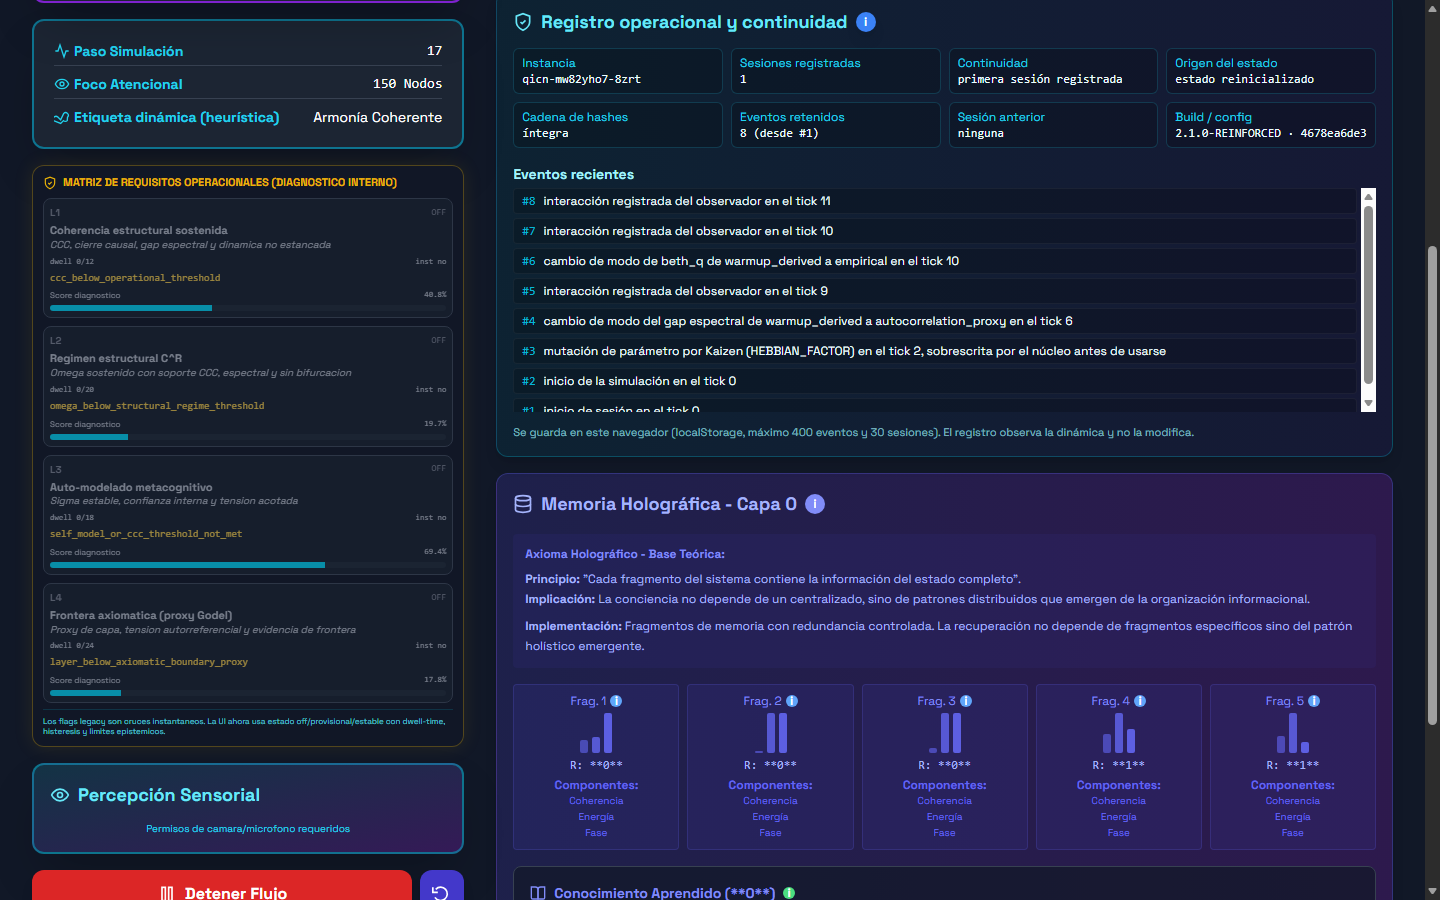 Paso Simulación 17
Foco Atencional 150 Nodos
Etiqueta dinámica (heurística) Armonía Coherente
MATRIZ DE REQUISITOS OPERACIONALES (DIAGNOSTICO INTERNO)
L1 OFF
Coherencia estructural sostenida
CCC, cierre causal, gap espectral y dinamica no estancada
dwell 0/12 inst no
ccc_below_operational_threshold
Score diagnostico 40.8%
L2 OFF
Regimen estructural C^R
Omega sostenido con soporte CCC, espectral y sin bifurcacion
dwell 0/20 inst no
omega_below_structural_regime_threshold
Score diagnostico 19.7%
L3 OFF
Auto-modelado metacognitivo
Sigma estable, confianza interna y tension acotada
dwell 0/18 inst no
self_model_or_ccc_threshold_not_met
Score diagnostico 69.4%
L4 OFF
Frontera axiomatica (proxy Godel)
Proxy de capa, tension autorreferencial y evidencia de frontera
dwell 0/24 inst no
layer_below_axiomatic_boundary_proxy
Score diagnostico 17.8%
Los flags legacy son cruces instantaneos. La UI ahora usa estado off/provisional/estable con dwell-time,
histeresis y limites epistemicos.
Percepción Sensorial
Permisos de camara/microfono requeridos
Detener Flujo
Registro operacional y continuidad i
Instancia
qicn-mw82yho7-8zrt
Sesiones registradas
1
Continuidad
primera sesión registrada
Origen del estado
estado reinicializado
Cadena de hashes
íntegra
Eventos retenidos
8 (desde #1)
Sesión anterior
ninguna
Build / config
2.1.0-REINFORCED · 4678ea6de3
Eventos recientes
#8 interacción registrada del observador en el tick 11
#7 interacción registrada del observador en el tick 10
#6 cambio de modo de beth_q de warmup_derived a empirical en el tick 10
#5 interacción registrada del observador en el tick 9
#4 cambio de modo del gap espectral de warmup_derived a autocorrelation_proxy en el tick 6
#3 mutación de parámetro por Kaizen (HEBBIAN_FACTOR) en el tick 2, sobrescrita por el núcleo antes de usarse
#2 inicio de la simulación en el tick 0
#1 inicio de sesión en el tick 0
Se guarda en este navegador (localStorage, máximo 400 eventos y 30 sesiones). El registro observa la dinámica y no la modifica.
Memoria Holográfica - Capa 0 i
Axioma Holográfico - Base Teórica:
Principio: "Cada fragmento del sistema contiene la información del estado completo".
Implicación: La conciencia no depende de un centralizado, sino de patrones distribuidos que emergen de la organización informacional.
Implementación: Fragmentos de memoria con redundancia controlada. La recuperación no depende de fragmentos específicos sino del patrón
holístico emergente.
Frag. 1 i
R: **0**
Componentes:
Coherencia
Energía
Fase
Frag. 2 i
R: **0**
Componentes:
Coherencia
Energía
Fase
Frag. 3 i
R: **0**
Componentes:
Coherencia
Energía
Fase
Frag. 4 i
R: **1**
Componentes:
Coherencia
Energía
Fase
Frag. 5 i
R: **1**
Componentes:
Coherencia
Energía
Fase
Conocimiento Aprendido (**0**) i